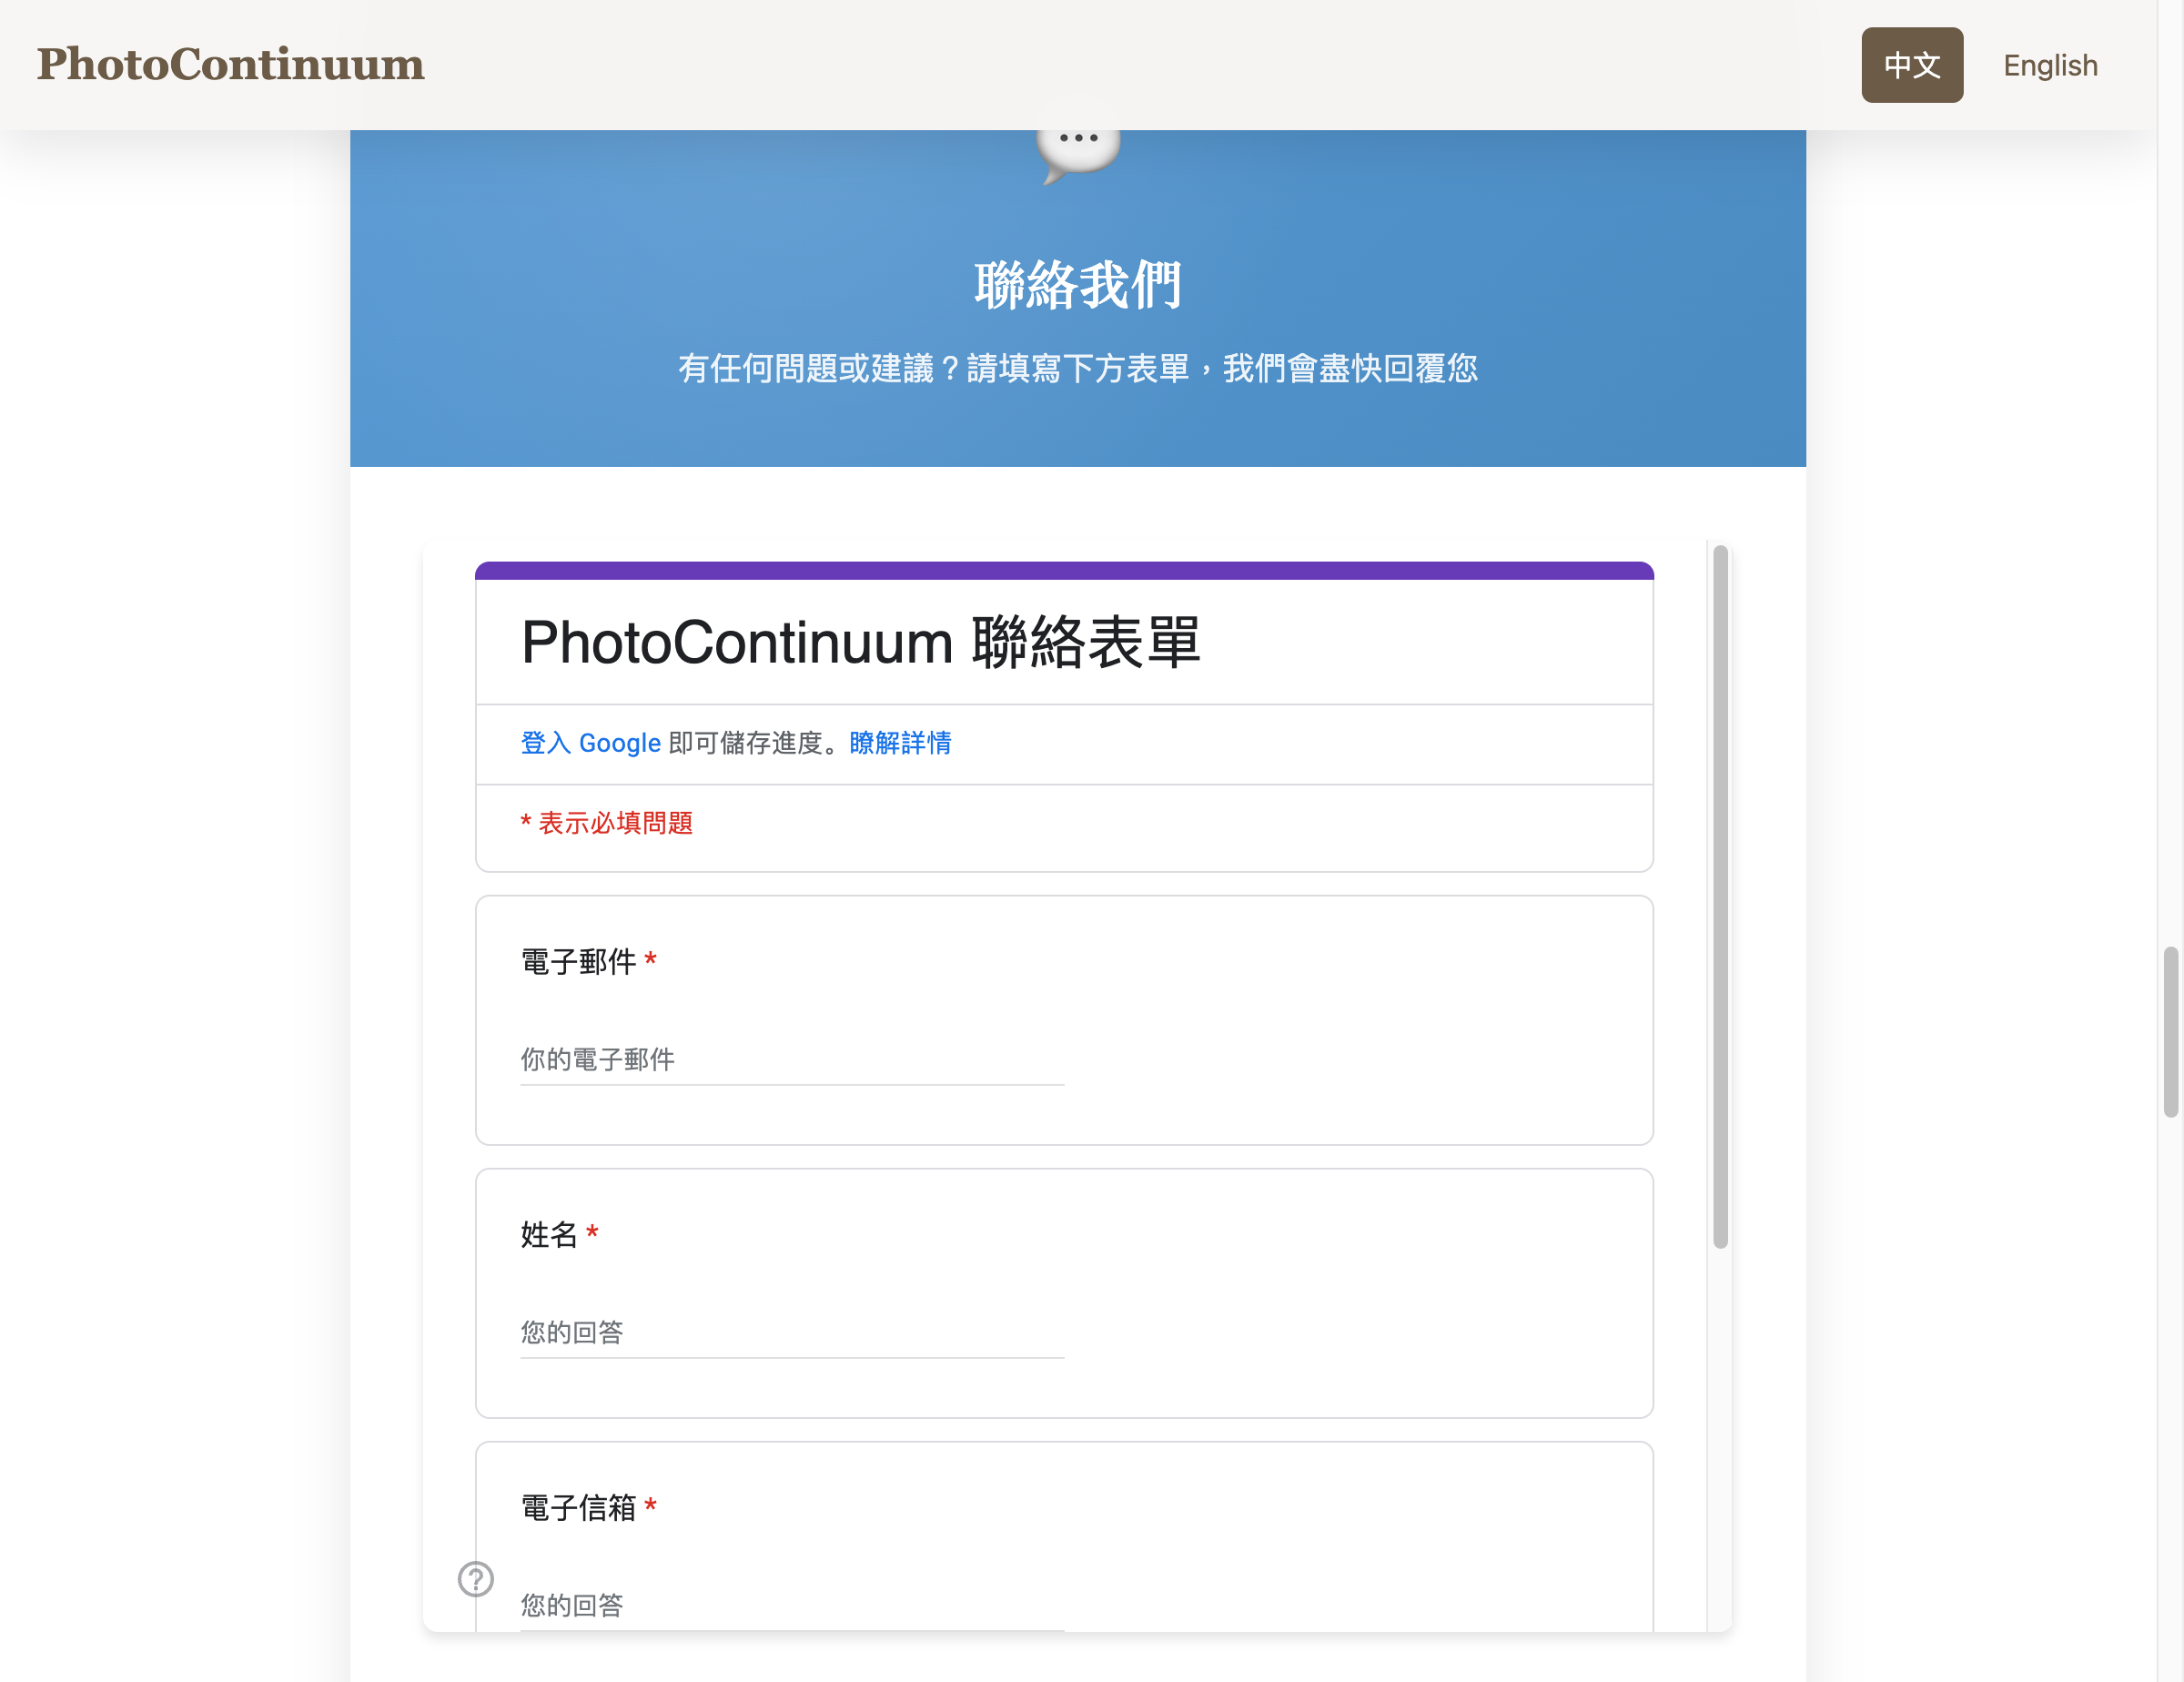 PhotoContinuum
中文
English
聯絡我們
有任何問題或建議？請填寫下方表單，我們會盡快回覆您
PhotoContinuum 聯絡表單
登入 Google 即可儲存進度。瞭解詳情
* 表示必填問題
電子郵件 *
你的電子郵件
姓名 *
您的回答
電子信箱 *
您的回答